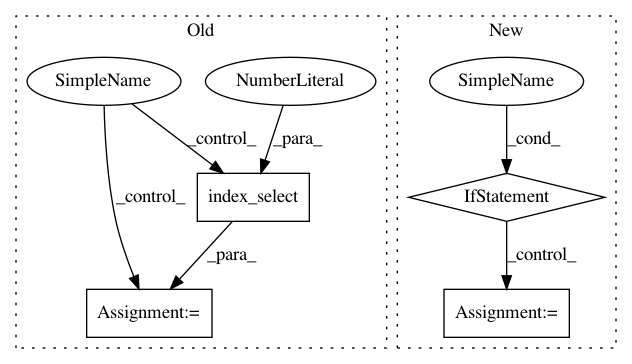 Old
New
SimpleName
NumberLiteral
SimpleName
_control_
_para_
_cond_
_control_
index_select
IfStatement
_para_
_control_
Assignment:=
Assignment:=